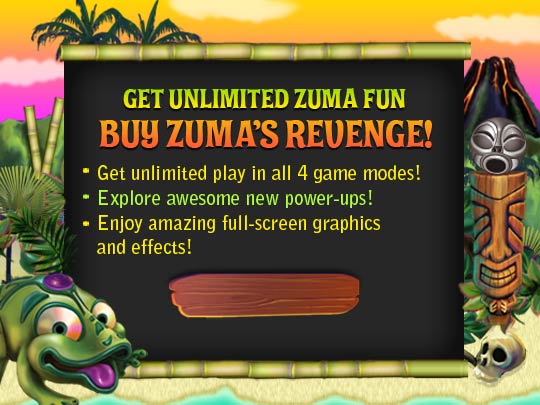 GET UNLIMITED ZUMA FUN
BUY ZUMA'S REVENGE!
- Get unlimited play in all 4 game modes!
- Explore awesome new power-ups!
- Enjoy amazing full-screen graphics
and effects!